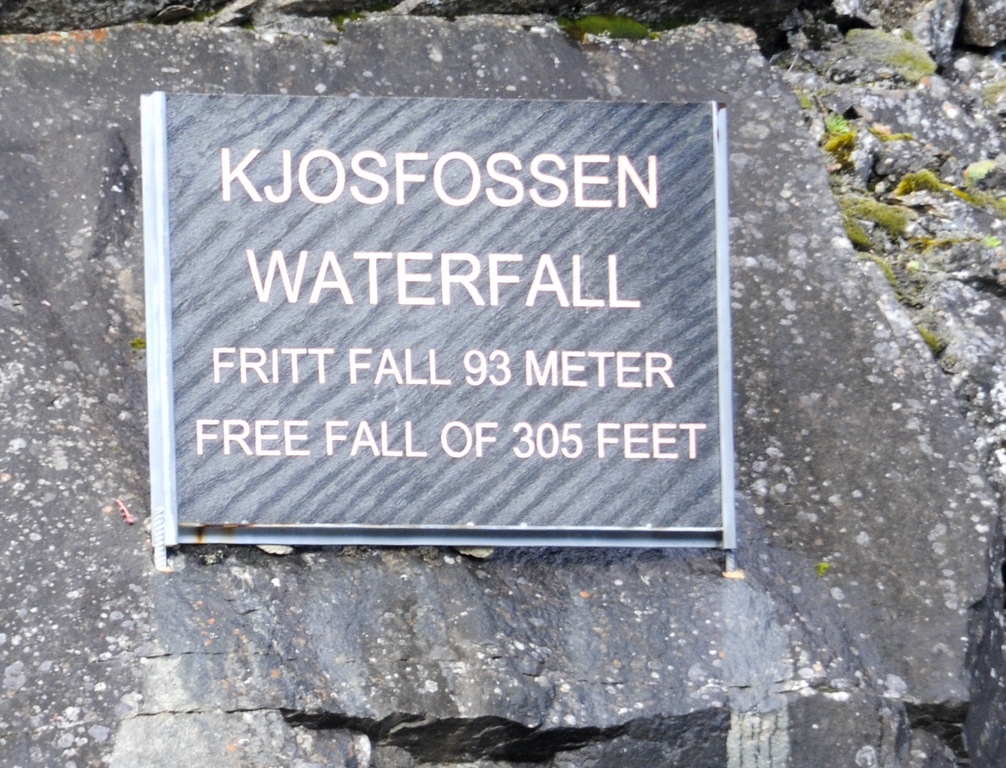 KJOSFOSSEN
WATERFALL
FRITT FALL 93 METER
FREE FALL OF 305 FEET